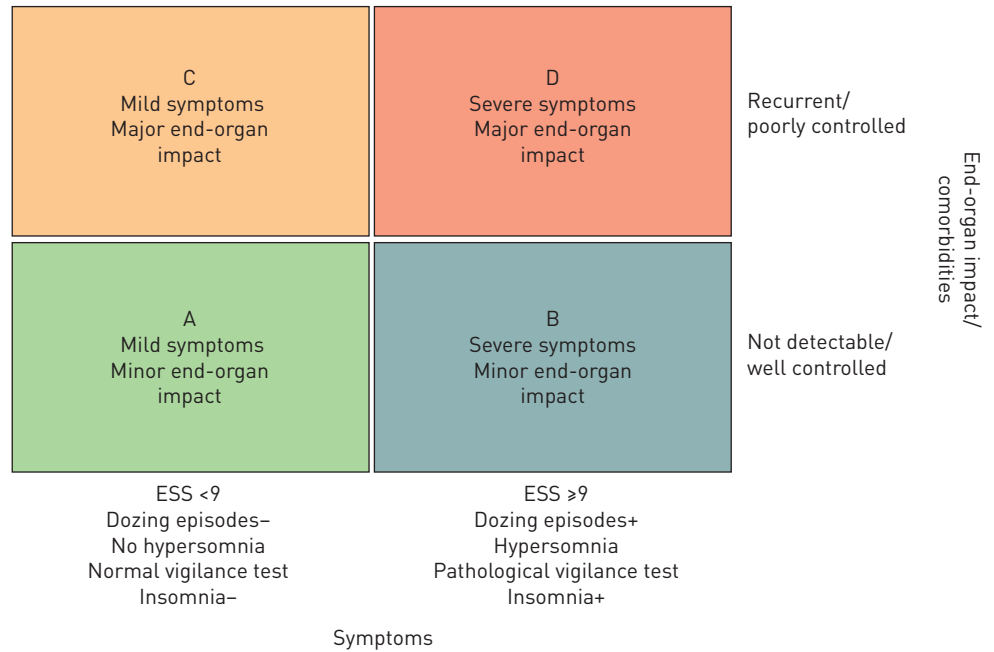 C
Mild symptoms
Major end-organ
impact
D
Severe symptoms
Major end-organ
impact
Recurrent/
poorly controlled
A
Mild symptoms
Minor end-organ
impact
B
Severe symptoms
Minor end-organ
impact
Not detectable/
well controlled
End-organ impact/
comorbidities
ESS <9
Dozing episodes–
No hypersomnia
Normal vigilance test
Insomnia–
ESS ⩾9
Dozing episodes+
Hypersomnia
Pathological vigilance test
Insomnia+
Symptoms